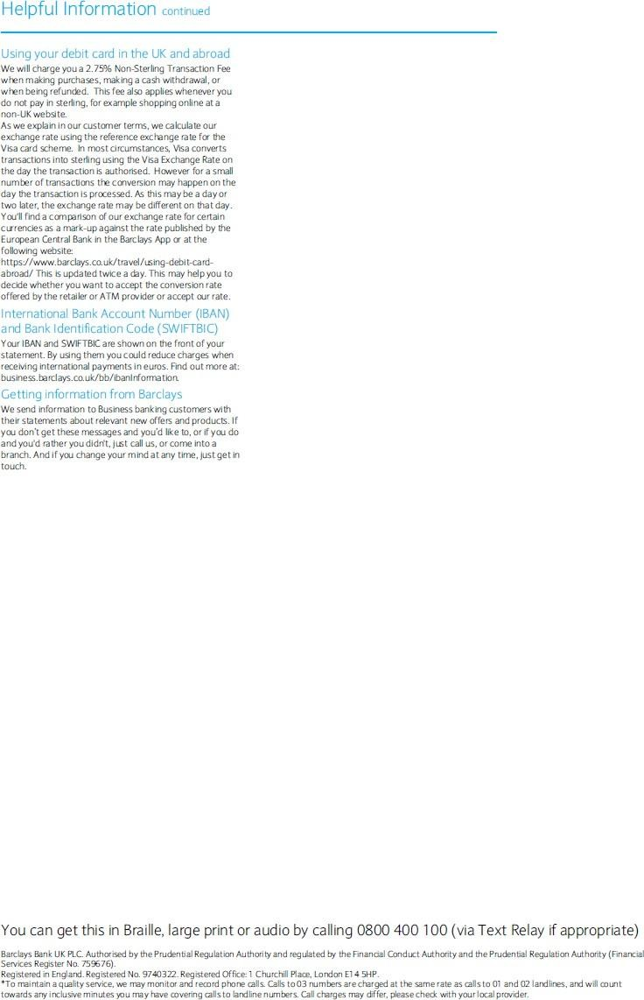 Helpful Information continued
Using your debit card in the UK and abroad
We will charge you a 2.75% Non-Sterling Transaction Fee
when making purchases, making a cash withdrawal, or
when being refunded.  This fee also applies whenever you
do not pay in sterling, for example shopping online at a
non-UK website.
As we explain in our customer terms, we calculate our
exchange rate using the reference exchange rate for the
Visa card scheme.  In most circumstances, Visa converts
transactions into sterling using the Visa Exchange Rate on
the day the transaction is authorised.  However for a small
number of transactions the conversion may happen on the
day the transaction is processed. As this may be a day or
two later, the exchange rate may be different on that day.
You'll find a comparison of our exchange rate for certain
currencies as a mark-up against the rate published by the
European Central Bank in the Barclays App or at the
following website:
https://www.barclays.co.uk/travel/using-debit-card-
abroad/ This is updated twice a day. This may help you to
decide whether you want to accept the conversion rate
offered by the retailer or ATM provider or accept our rate.
International Bank Account Number (IBAN)
and Bank Identification Code (SWIFTBIC)
Your IBAN and SWIFTBIC are shown on the front of your
statement. By using them you could reduce charges when
receiving international payments in euros. Find out more at:
business.barclays.co.uk/bb/ibanInformation.
Getting information from Barclays
We send information to Business banking customers with
their statements about relevant new offers and products. If
you don't get these messages and you'd like to, or if you do
and you'd rather you didn't, just call us, or come into a
branch. And if you change your mind at any time, just get in
touch.
You can get this in Braille, large print or audio by calling 0800 400 100 (via Text Relay if appropriate)
Barclays Bank UK PLC. Authorised by the Prudential Regulation Authority and regulated by the Financial Conduct Authority and the Prudential Regulation Authority (Financial
Services Register No. 759676).
Registered in England. Registered No. 9740322. Registered Office: 1 Churchill Place, London E14 5HP.
*To maintain a quality service, we may monitor and record phone calls. Calls to 03 numbers are charged at the same rate as calls to 01 and 02 landlines, and will count
towards any inclusive minutes you may have covering calls to landline numbers. Call charges may differ, please check with your local provider.